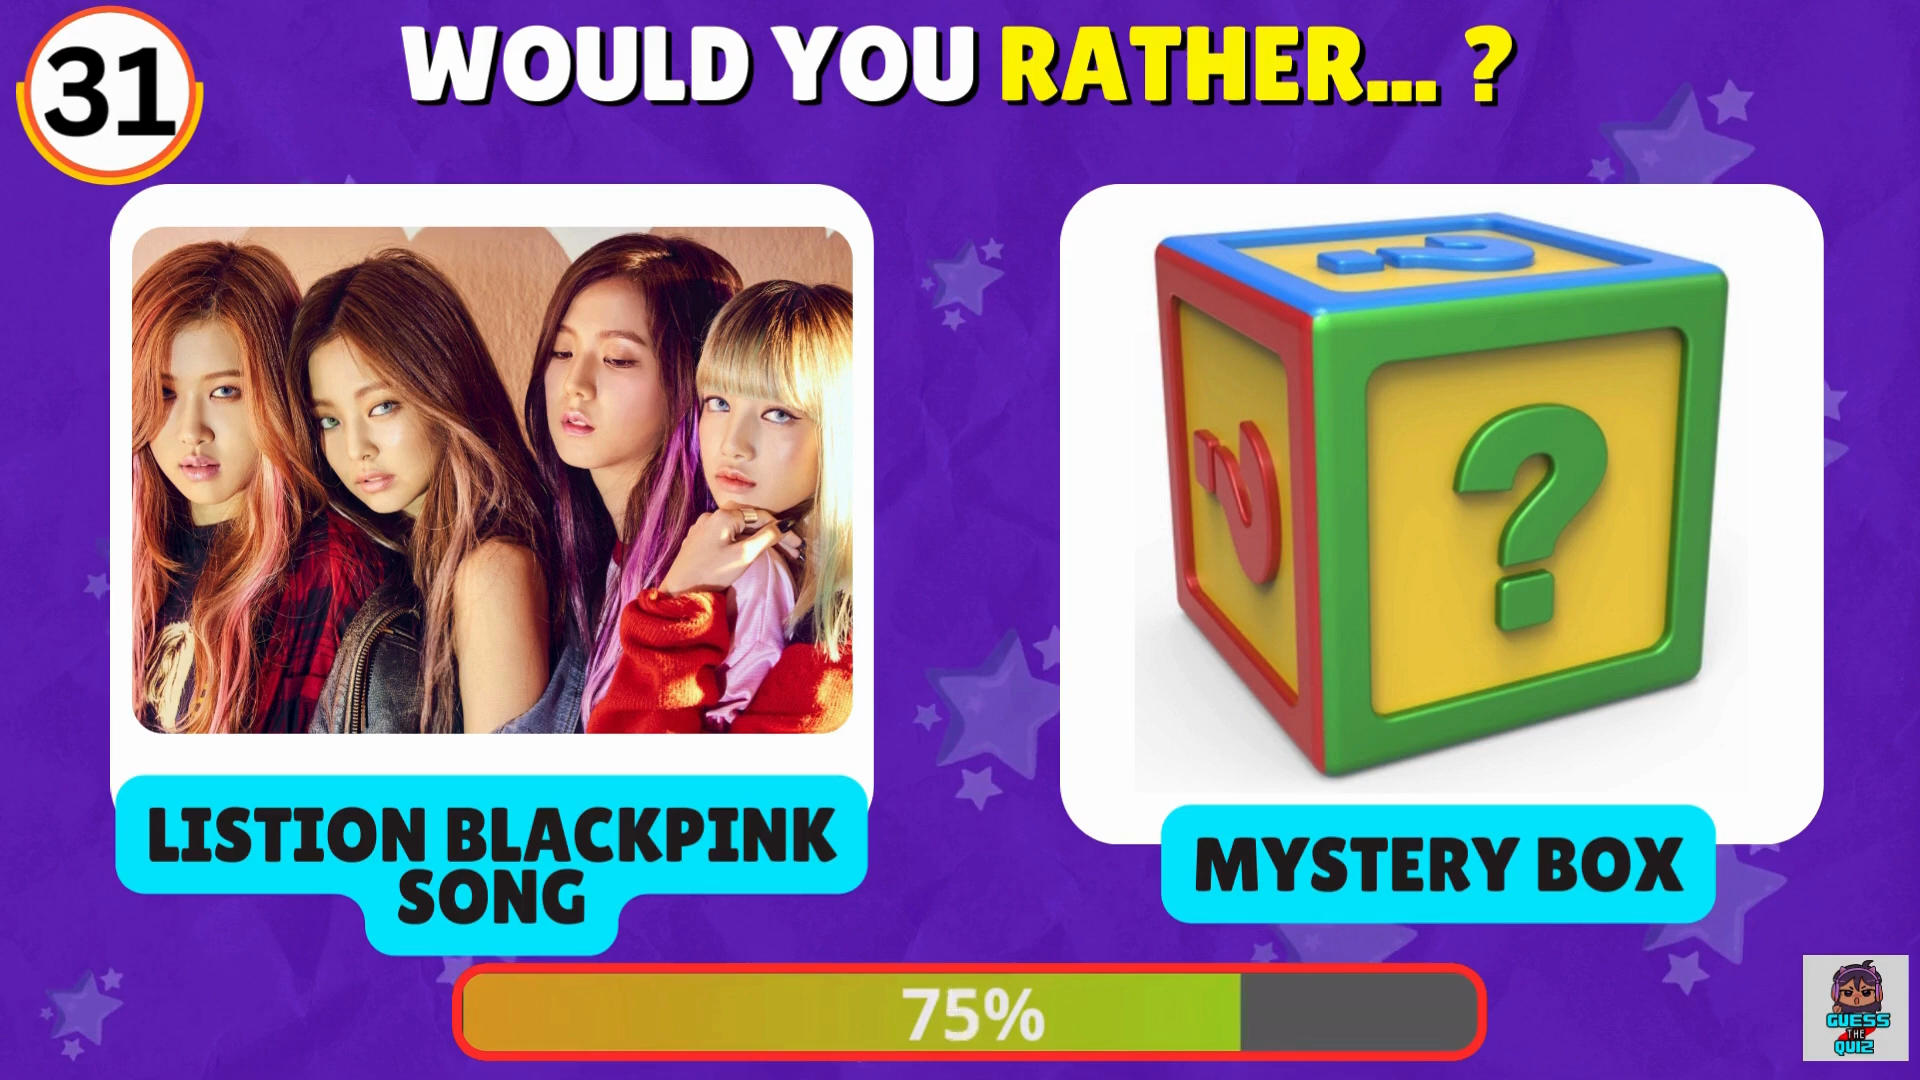 31
WOULD YOU RATHER... ?
?
?
?
LISTION BLACKPINK
SONG
MYSTERY BOX
75%
GUESS
THE
QUIZ